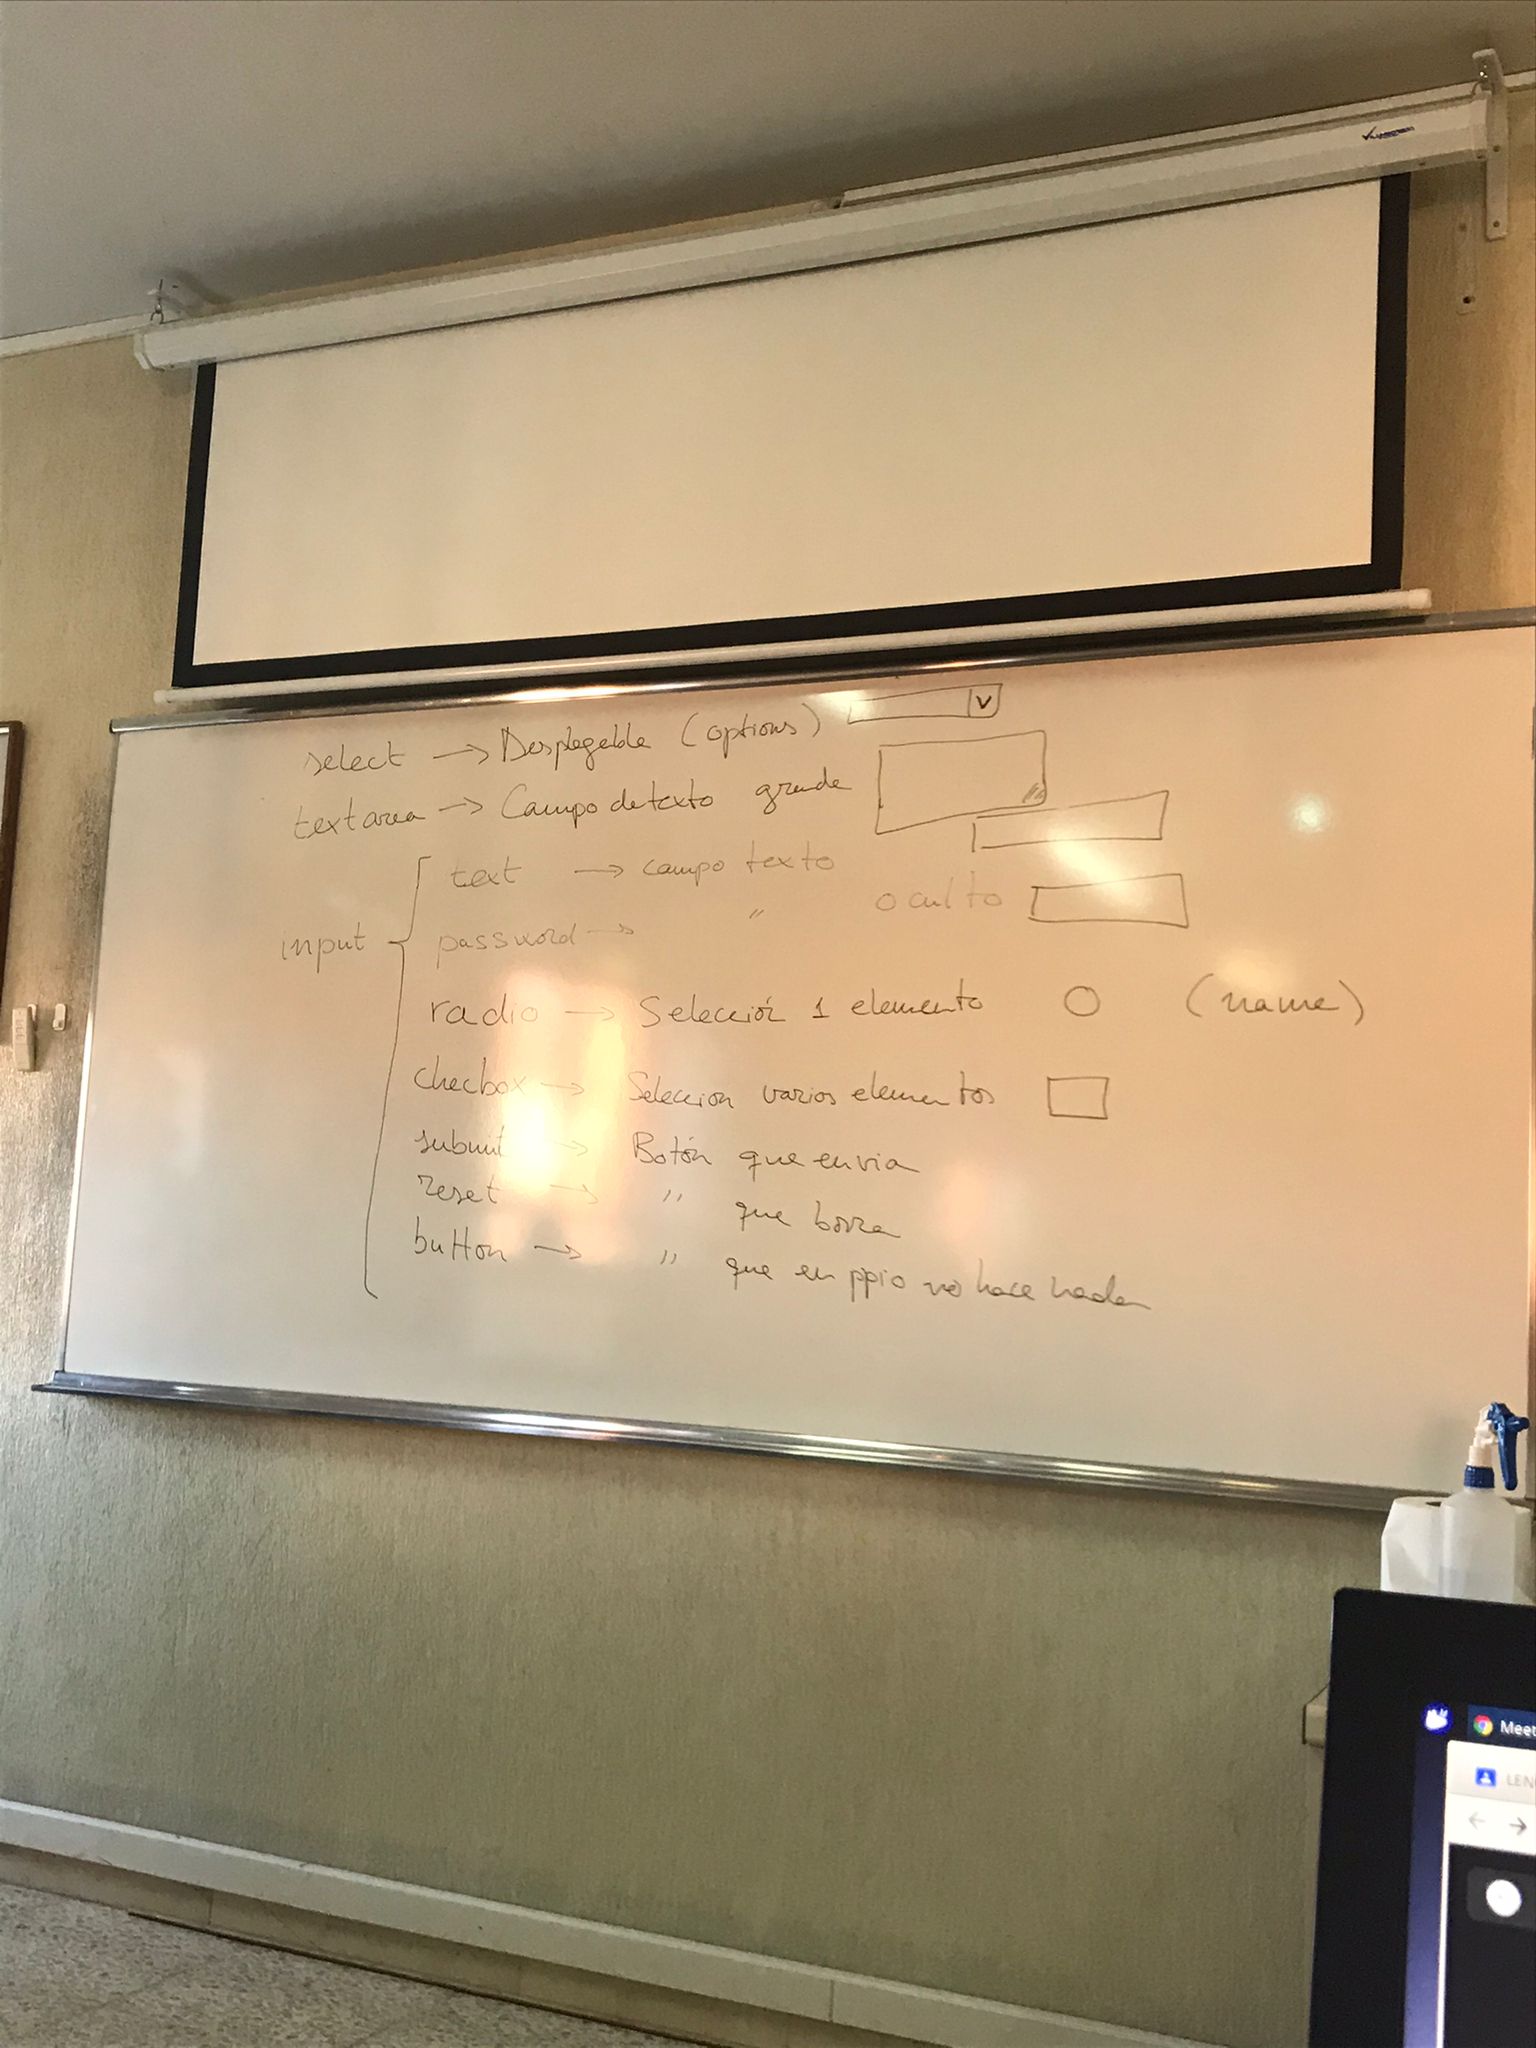 select → Desplegable (options) v
textarea → Campo de texto grande
input
text → campo texto
password → " oculto
radio → Selección 1 elemento (name)
checbox → Seleccion varios elementos
submit → Botón que envia
reset → " que borra
button → " que en ppio no hace nada
Meet
LEN